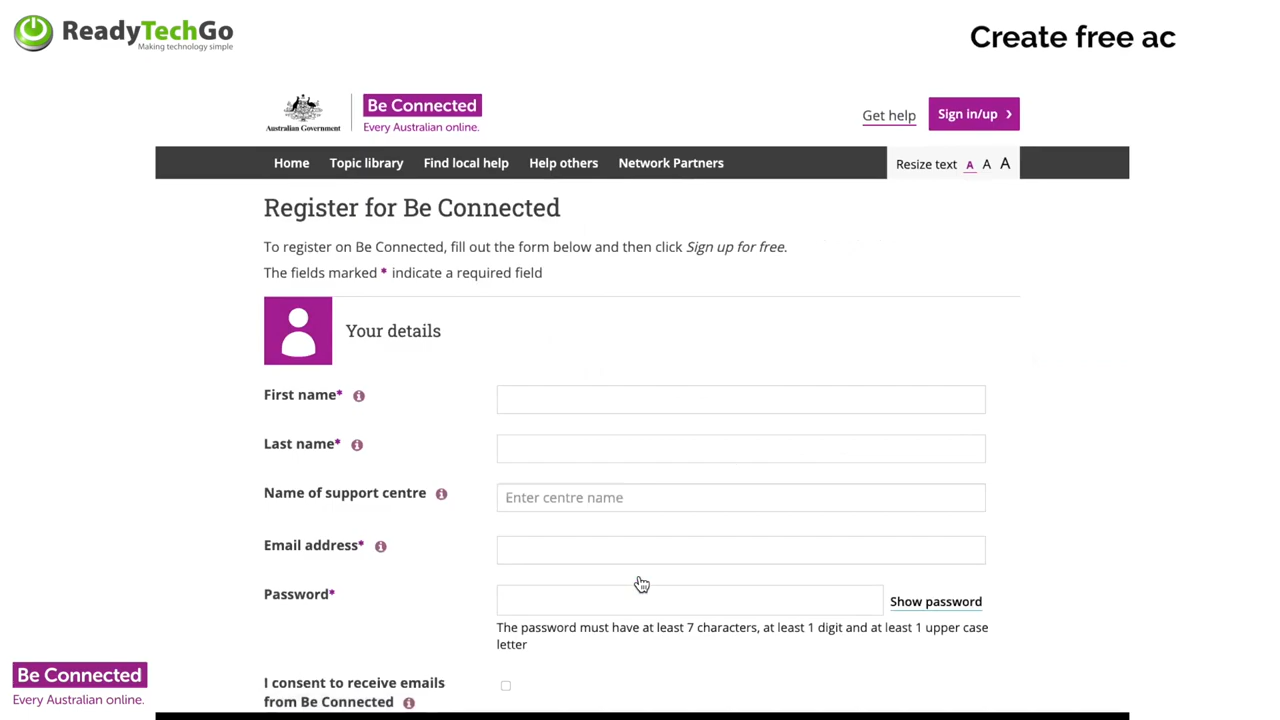 ReadyTechGo
Making technology simple
Create free ac
Australian Government
Be Connected
Every Australian online.
Get help
Sign in/up
Home
Topic library
Find local help
Help others
Network Partners
Resize text A A A
Register for Be Connected
To register on Be Connected, fill out the form below and then click Sign up for free.
The fields marked * indicate a required field
Your details
First name*
Last name*
Name of support centre
Enter centre name
Email address*
Password*
Show password
The password must have at least 7 characters, at least 1 digit and at least 1 upper case
letter
I consent to receive emails
from Be Connected
Be Connected
Every Australian online.